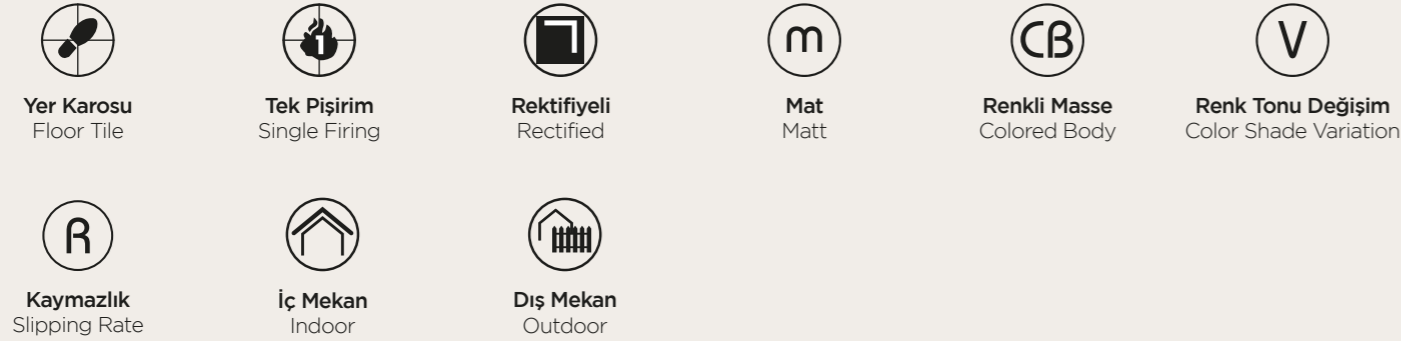 1
m
CB
V
Yer Karosu
Floor Tile
Tek Pişirim
Single Firing
Rektifiyeli
Rectified
Mat
Matt
Renkli Masse
Colored Body
Renk Tonu Değişim
Color Shade Variation
R
Kaymazlık
Slipping Rate
İç Mekan
Indoor
Dış Mekan
Outdoor